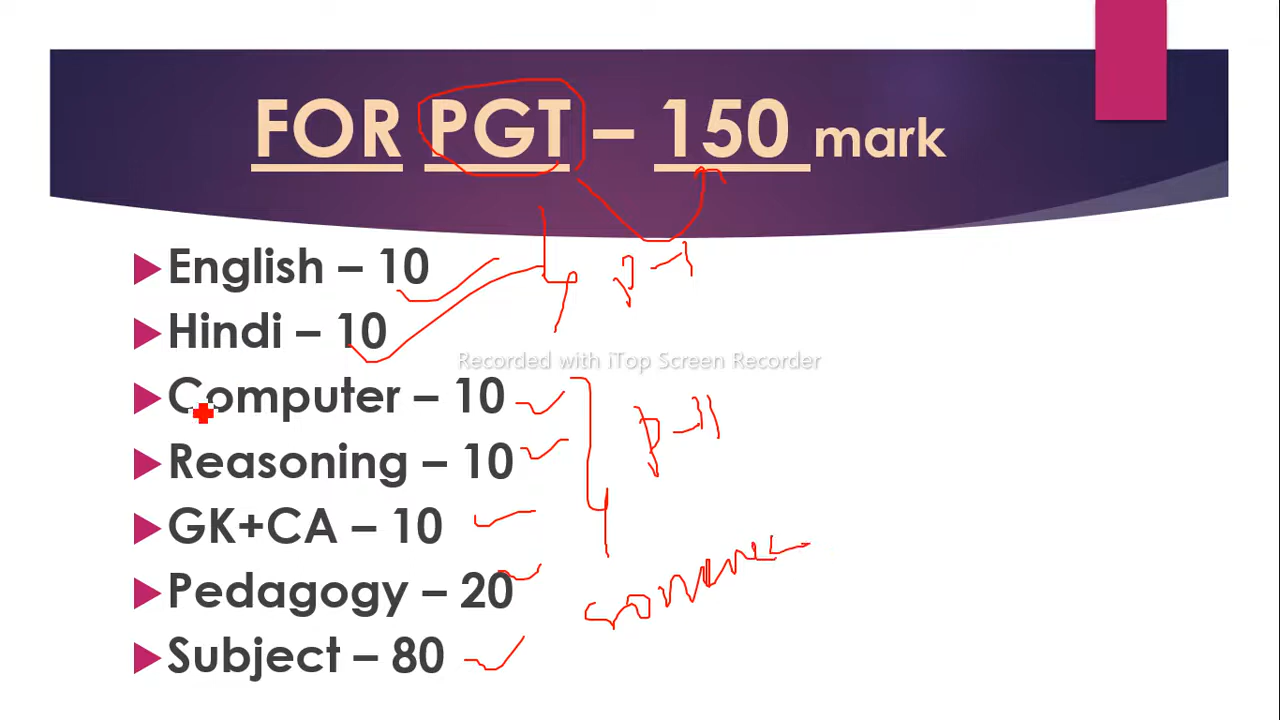 FOR PGT – 150 mark
English – 10
P-I
Hindi – 10
Recorded with iTop Screen Recorder
Computer – 10
P-II
Reasoning – 10
GK+CA – 10
Pedagogy – 20
Subject – 80